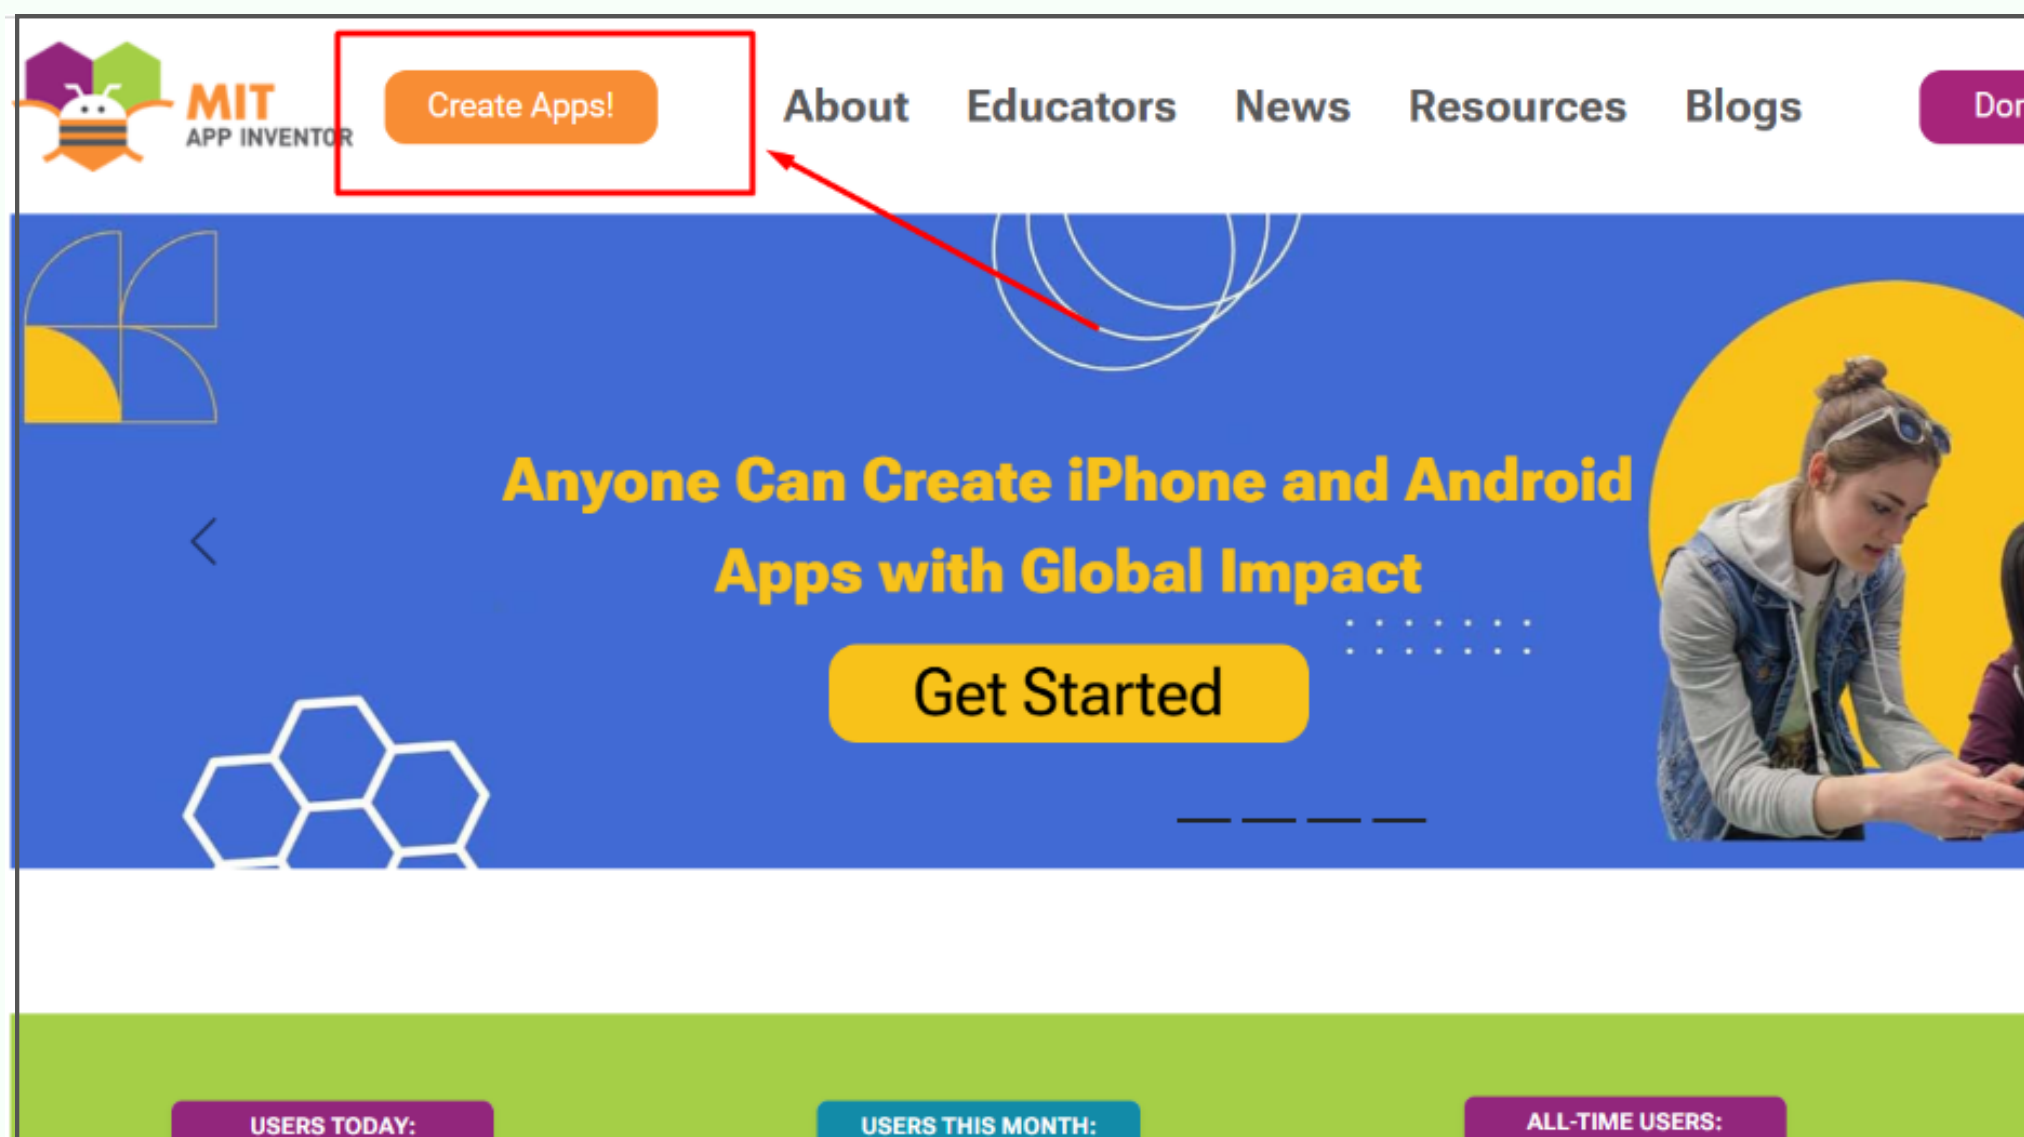 MIT
APP INVENTOR
Create Apps!
About
Educators
News
Resources
Blogs
Anyone Can Create iPhone and Android
Apps with Global Impact
Get Started
USERS TODAY:
USERS THIS MONTH:
ALL-TIME USERS: